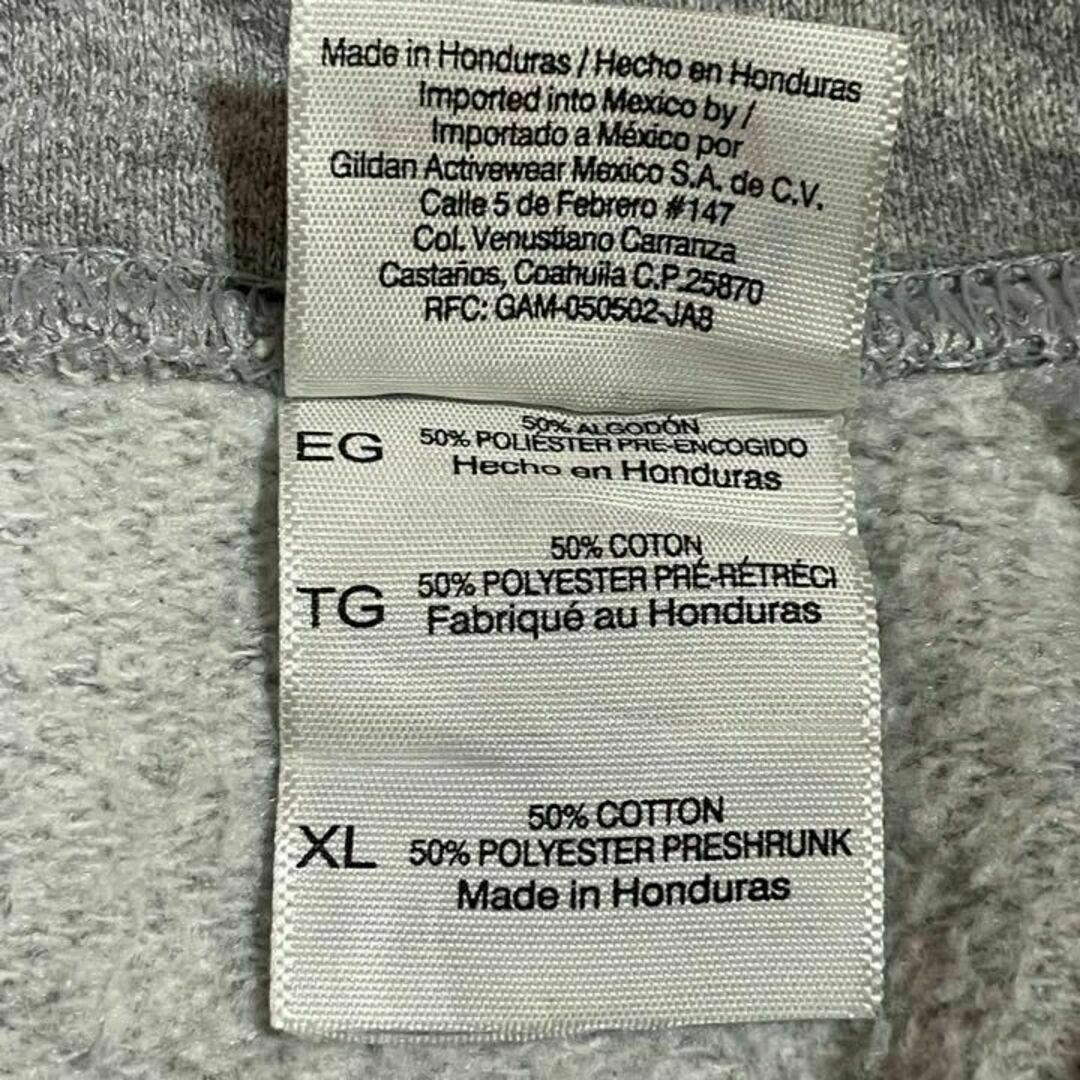 Made in Honduras / Hecho en Honduras
Imported into Mexico by /
Importado a México por
Gildan Activewear Mexico S.A. de C.V.
Calle 5 de Febrero #147
Col. Venustiano Carranza
Castaños, Coahuila C.P.25870
RFC: GAM-050502-JA8
50% ALGODÓN
EG 50% POLIÉSTER PRE-ENCOGIDO
Hecho en Honduras
50% COTON
TG 50% POLYESTER PRÉ-RÉTRÉCI
Fabriqué au Honduras
50% COTTON
XL 50% POLYESTER PRESHRUNK
Made in Honduras